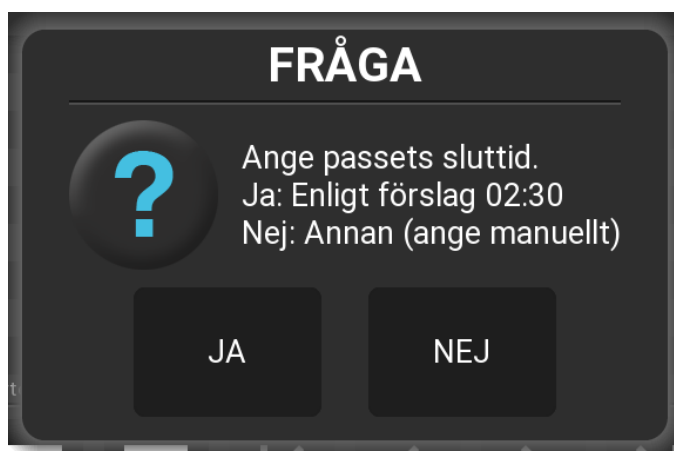 FRÅGA
?
Ange passets sluttid.
Ja: Enligt förslag 02:30
Nej: Annan (ange manuellt)
JA
NEJ